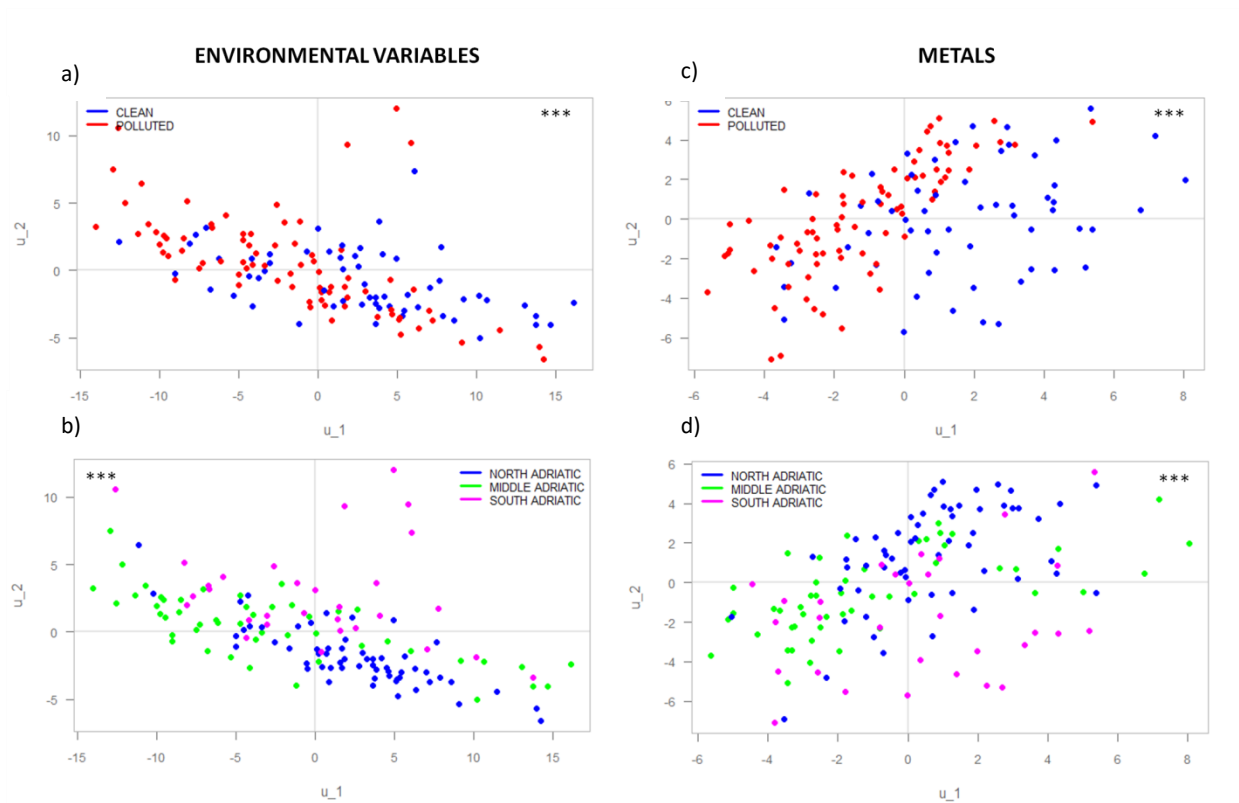 ENVIRONMENTAL VARIABLES
METALS
a)
CLEAN
POLLUTED
***
10
5
0
-5
u_2
-15 -10 -5 0 5 10 15
u_1
c)
CLEAN
POLLUTED
***
6
4
2
0
-2
-4
-6
u_2
-6 -4 -2 0 2 4 6 8
u_1
b)
***
NORTH ADRIATIC
MIDDLE ADRIATIC
SOUTH ADRIATIC
10
5
0
-5
u_2
-15 -10 -5 0 5 10 15
u_1
d)
NORTH ADRIATIC
MIDDLE ADRIATIC
SOUTH ADRIATIC
***
6
4
2
0
-2
-4
-6
u_2
-6 -4 -2 0 2 4 6 8
u_1